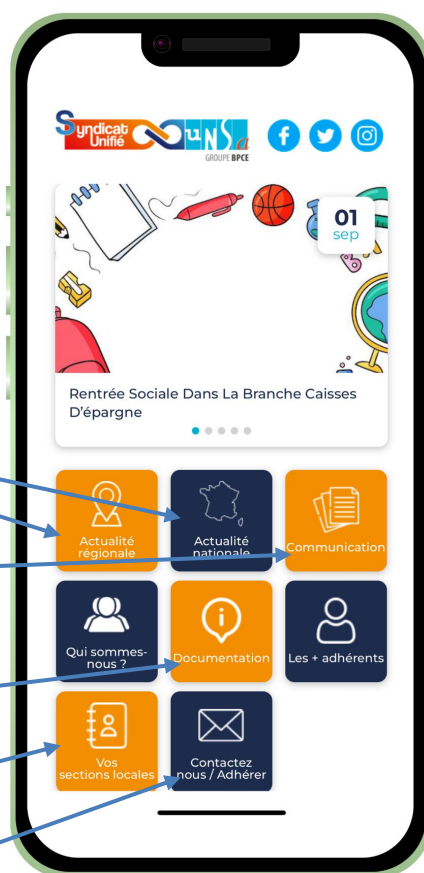 Syndicat
Unifié
UNSa
GROUPE BPCE
01
sep
Rentrée Sociale Dans La Branche Caisses
D'épargne
Actualité
régionale
Actualité
nationale
Communication
Qui sommes-
nous ?
Documentation
Les + adhérents
Vos
sections locales
Contactez
nous / Adhérer